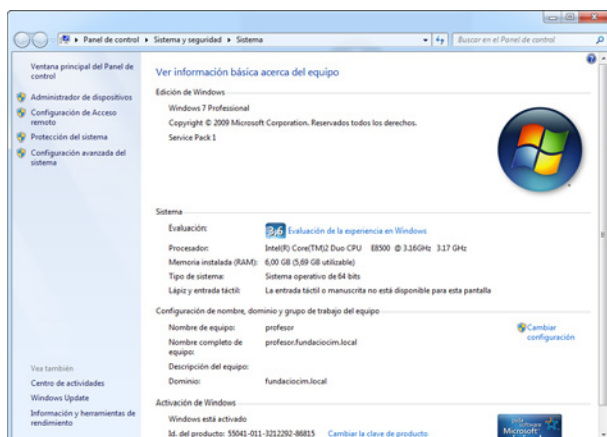 Panel de control ▸ Sistema y seguridad ▸ Sistema
Buscar en el Panel de control
Ventana principal del Panel de
control
Administrador de dispositivos
Configuración de Acceso
remoto
Protección del sistema
Configuración avanzada del
sistema
Vea también
Centro de actividades
Windows Update
Información y herramientas de
rendimiento
Ver información básica acerca del equipo
Edición de Windows
Windows 7 Professional
Copyright © 2009 Microsoft Corporation. Reservados todos los derechos.
Service Pack 1
Sistema
Evaluación: 3,6 Evaluación de la experiencia en Windows
Procesador: Intel(R) Core(TM)2 Duo CPU E8500 @ 3.16GHz 3.17 GHz
Memoria instalada (RAM): 6,00 GB (5,69 GB utilizable)
Tipo de sistema: Sistema operativo de 64 bits
Lápiz y entrada táctil: La entrada táctil o manuscrita no está disponible para esta pantalla
Configuración de nombre, dominio y grupo de trabajo del equipo
Nombre de equipo: profesor
Cambiar
configuración
Nombre completo de
equipo: profesor.fundaciocim.local
Descripción del equipo:
Dominio: fundaciocim.local
Activación de Windows
Windows está activado
Id. del producto: 55041-011-3212292-86815 Cambiar la clave de producto
pida
software
Microsoft